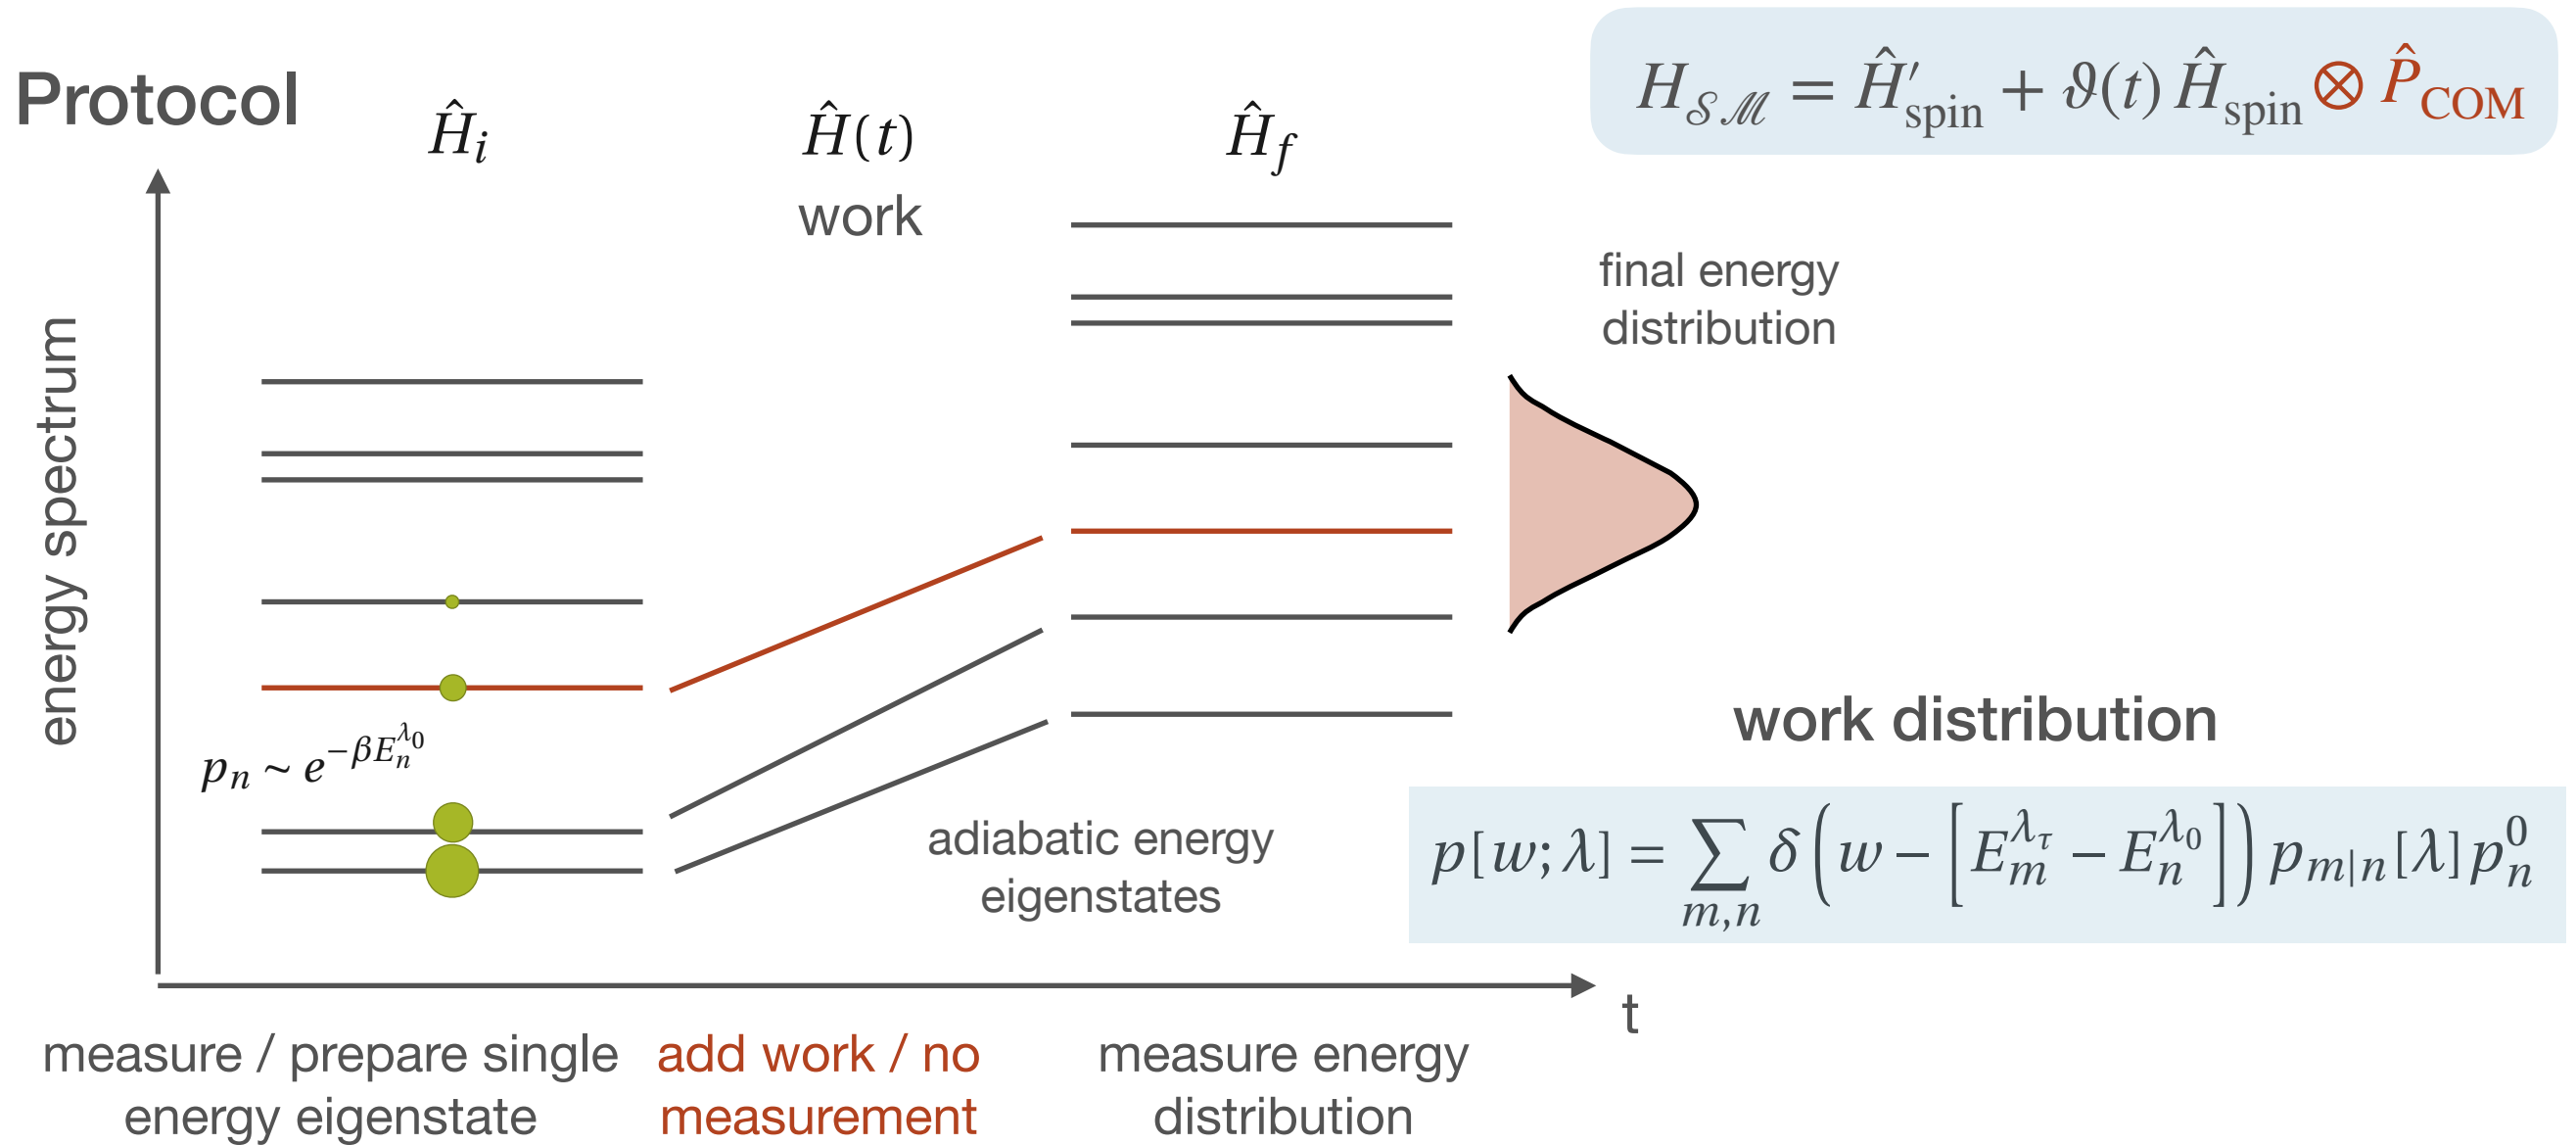 Protocol
Ĥ_i
Ĥ(t)
work
Ĥ_f
H_𝒮ℳ = Ĥ′_spin + ϑ(t) Ĥ_spin ⊗ P̂_COM
final energy
distribution
energy spectrum
p_n ~ e^{−βE_n^{λ_0}}
adiabatic energy
eigenstates
work distribution
p[w; λ] = ∑_{m,n} δ(w − [E_m^{λ_τ} − E_n^{λ_0}]) p_{m|n}[λ] p_n^0
t
measure / prepare single
energy eigenstate
add work / no
measurement
measure energy
distribution